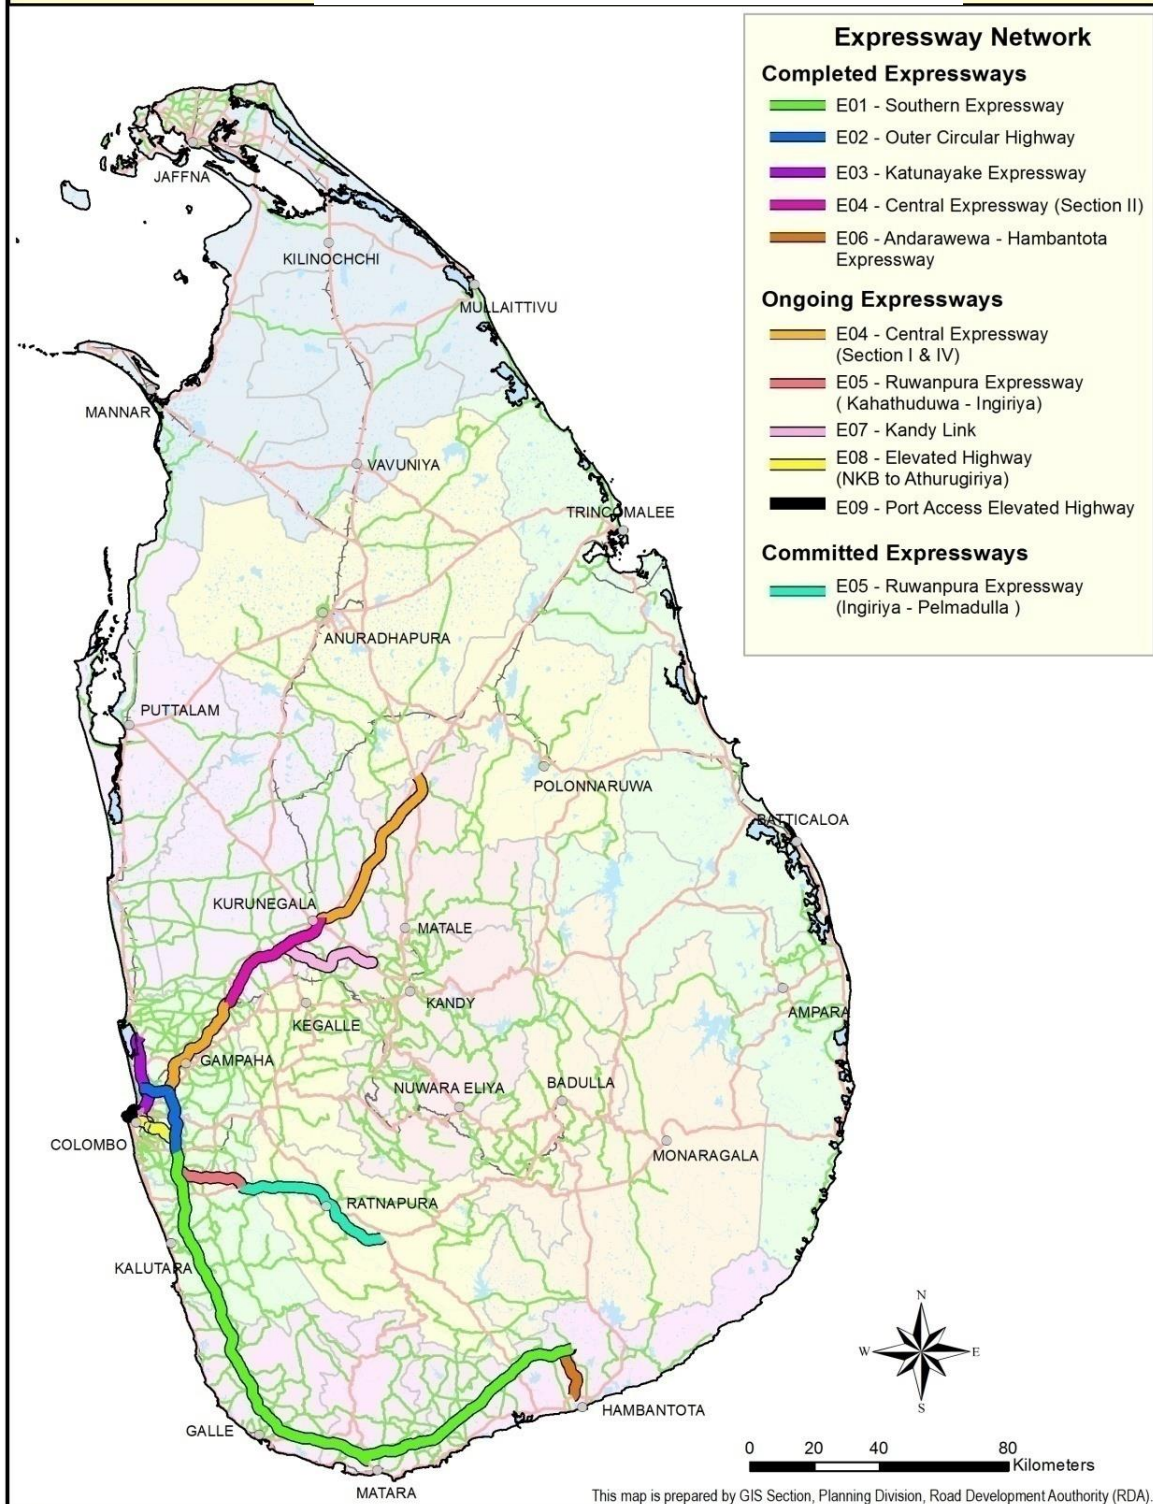 Expressway Network
Completed Expressways
E01 - Southern Expressway
E02 - Outer Circular Highway
E03 - Katunayake Expressway
E04 - Central Expressway (Section II)
E06 - Andarawewa - Hambantota
Expressway
Ongoing Expressways
E04 - Central Expressway
(Section I & IV)
E05 - Ruwanpura Expressway
( Kahathuduwa - Ingiriya)
E07 - Kandy Link
E08 - Elevated Highway
(NKB to Athurugiriya)
E09 - Port Access Elevated Highway
Committed Expressways
E05 - Ruwanpura Expressway
(Ingiriya - Pelmadulla )
JAFFNA
KILINOCHCHI
MULLAITTIVU
MANNAR
VAVUNIYA
TRINCOMALEE
ANURADHAPURA
PUTTALAM
POLONNARUWA
BATTICALOA
KURUNEGALA
MATALE
KANDY
KEGALLE
AMPARA
GAMPAHA
NUWARA ELIYA
BADULLA
COLOMBO
MONARAGALA
RATNAPURA
KALUTARA
HAMBANTOTA
GALLE
MATARA
N
W
E
S
0 20 40 80
Kilometers
This map is prepared by GIS Section, Planning Division, Road Development Aouthority (RDA).